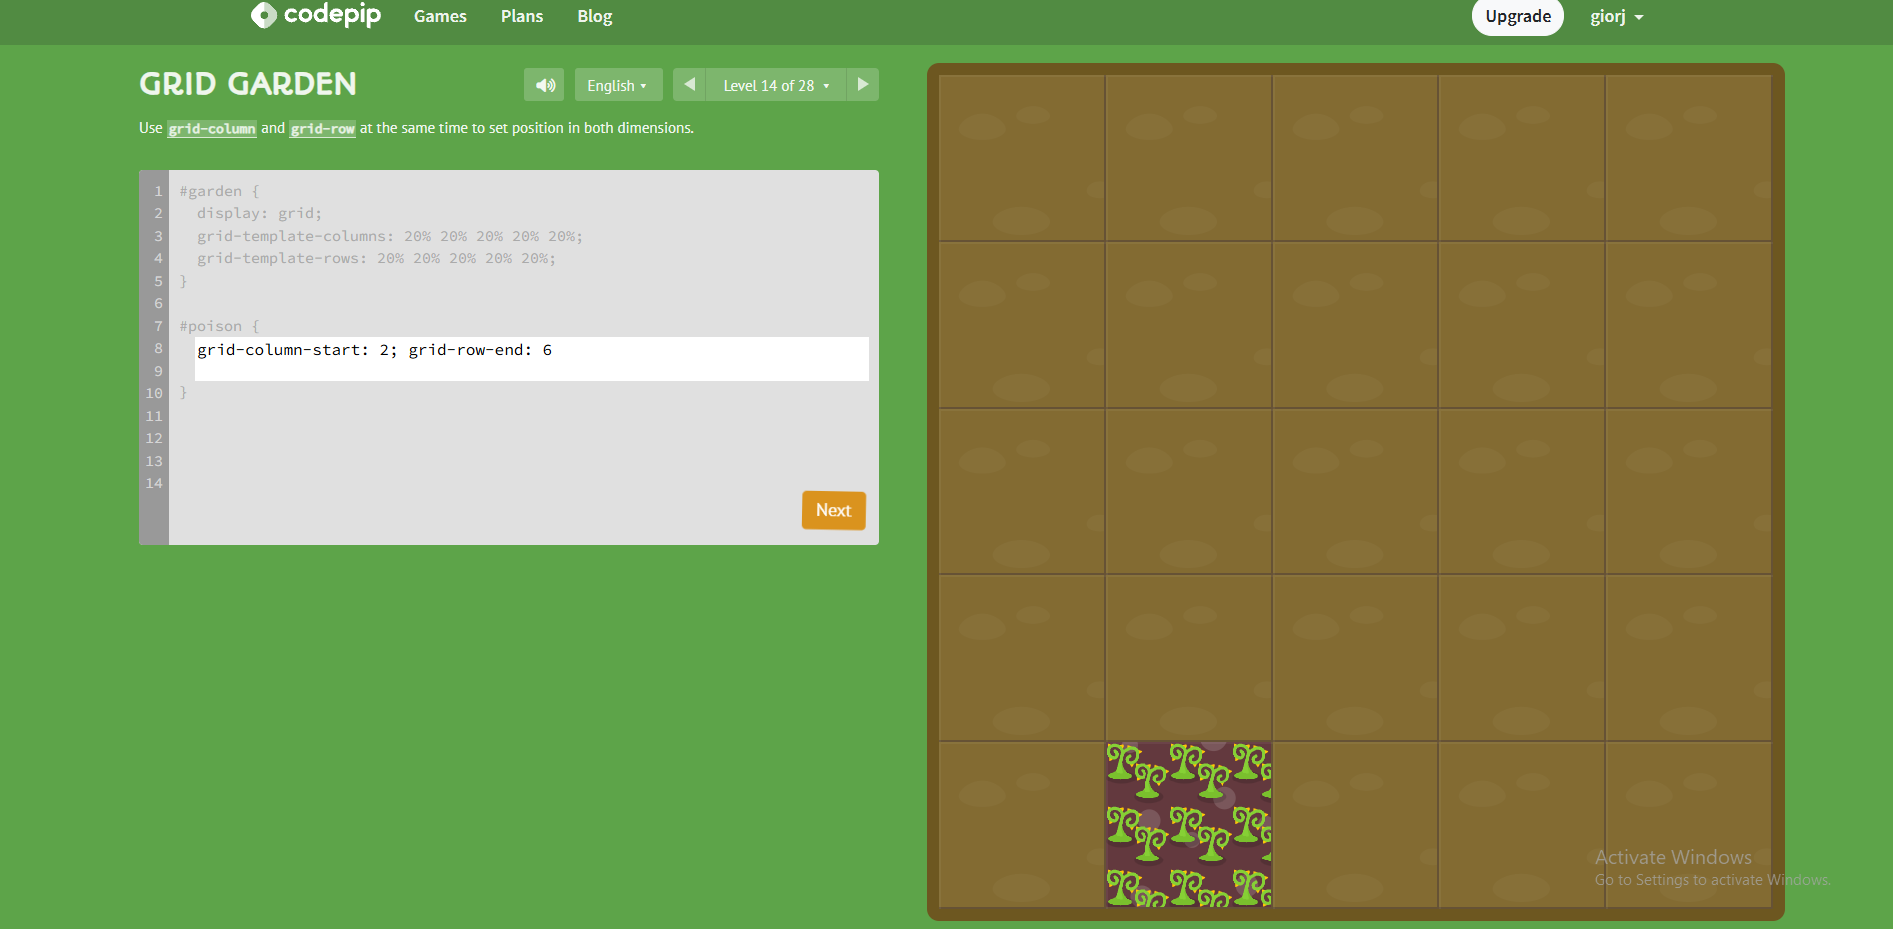 codepip Games Plans Blog Upgrade giorj
GRID GARDEN English Level 14 of 28
Use grid-column and grid-row at the same time to set position in both dimensions.
1 #garden {
2 display: grid;
3 grid-template-columns: 20% 20% 20% 20% 20%;
4 grid-template-rows: 20% 20% 20% 20% 20%;
5 }
6
7 #poison {
8 grid-column-start: 2; grid-row-end: 6
9
10 }
11
12
13
14
Next
Activate Windows
Go to Settings to activate Windows.